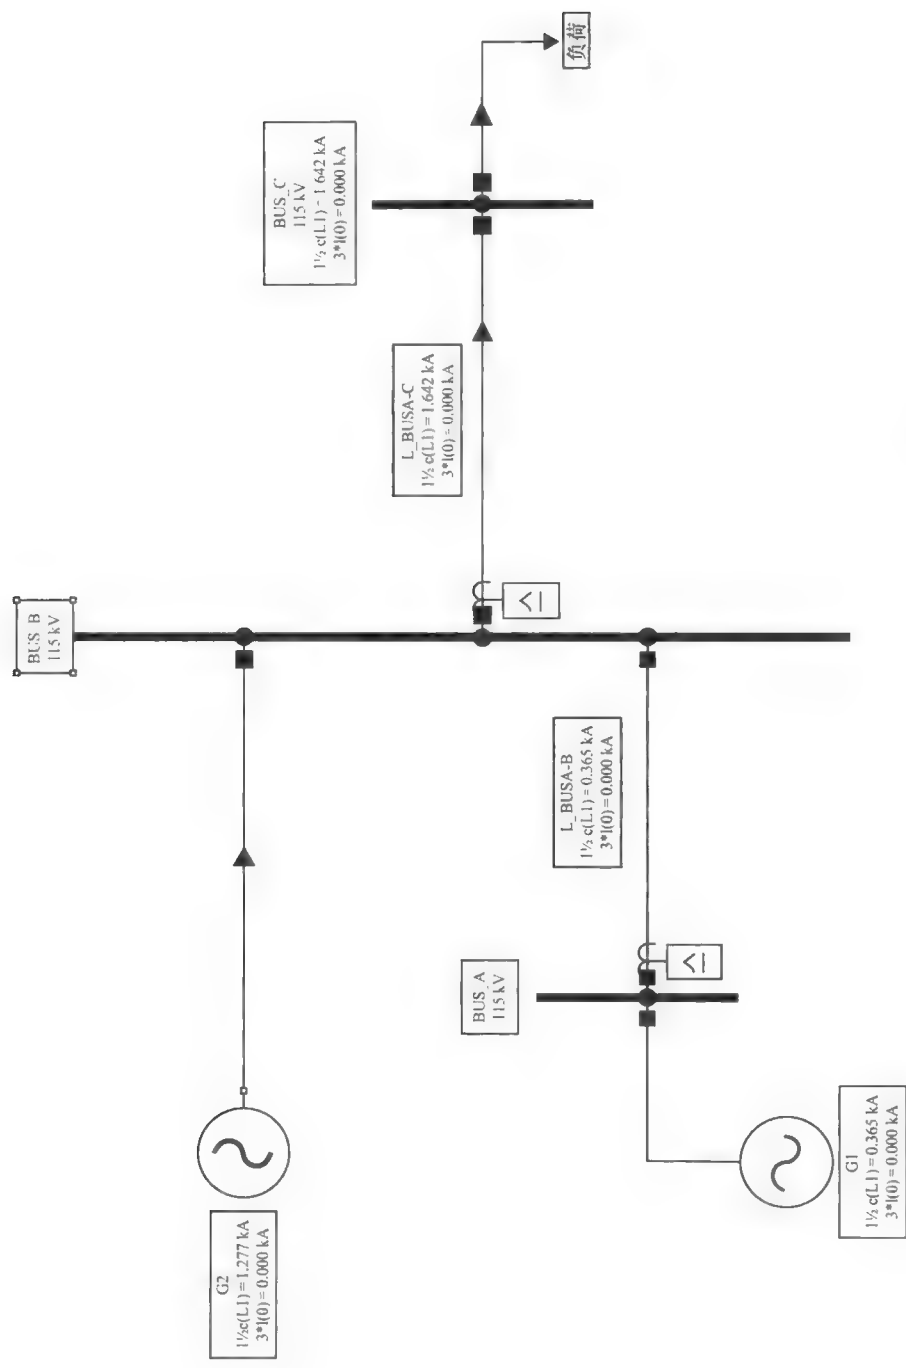 G2
1½c(L1)=1.277 kA
3*I(0)=0.000 kA
BUS_B
115 kV
BUS_C
115 kV
1½ c(L1)=1.642 kA
3*I(0)=0.000 kA
L_BUSA-C
1½ c(L1)=1.642 kA
3*I(0)=0.000 kA
负荷
BUS_A
115 kV
L_BUSA-B
1½ c(L1)=0.365 kA
3*I(0)=0.000 kA
G1
1½ c(L1)=0.365 kA
3*I(0)=0.000 kA